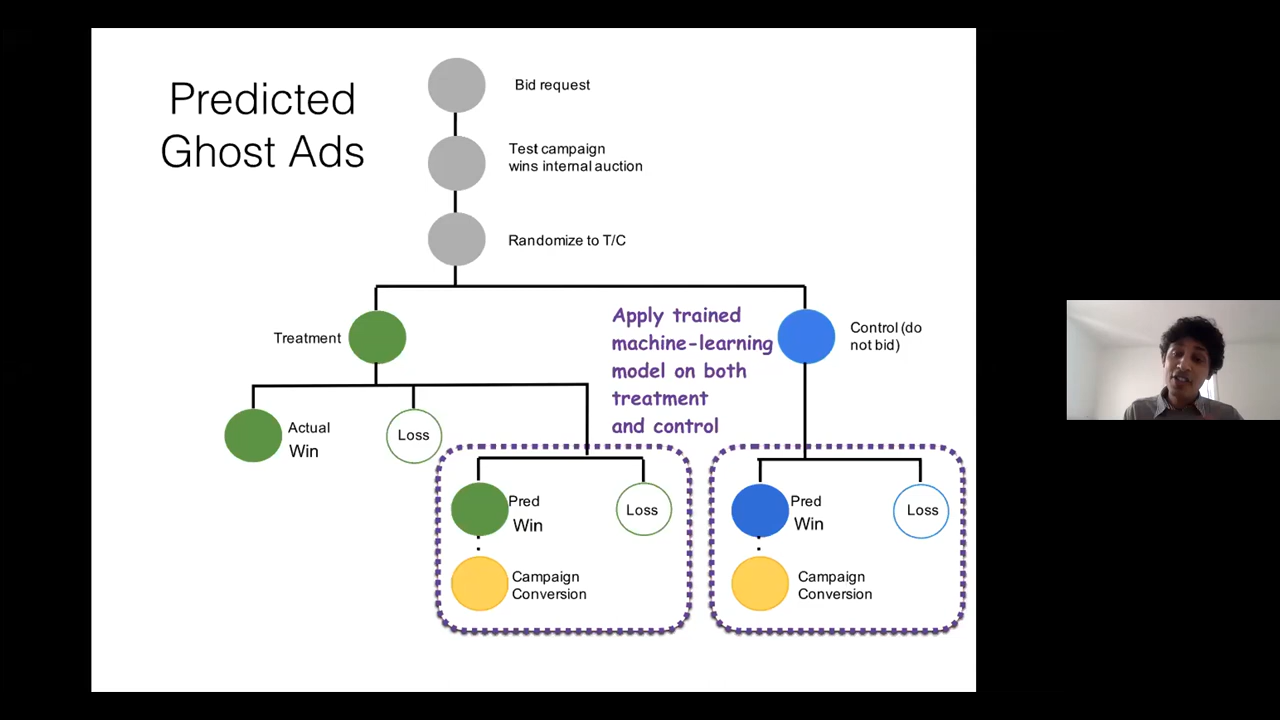 Predicted
Ghost Ads
Bid request
Test campaign
wins internal auction
Randomize to T/C
Treatment
Apply trained
machine-learning
model on both
treatment
and control
Control (do
not bid)
Actual
Win
Loss
Pred
Win
Loss
Campaign
Conversion
Pred
Win
Loss
Campaign
Conversion